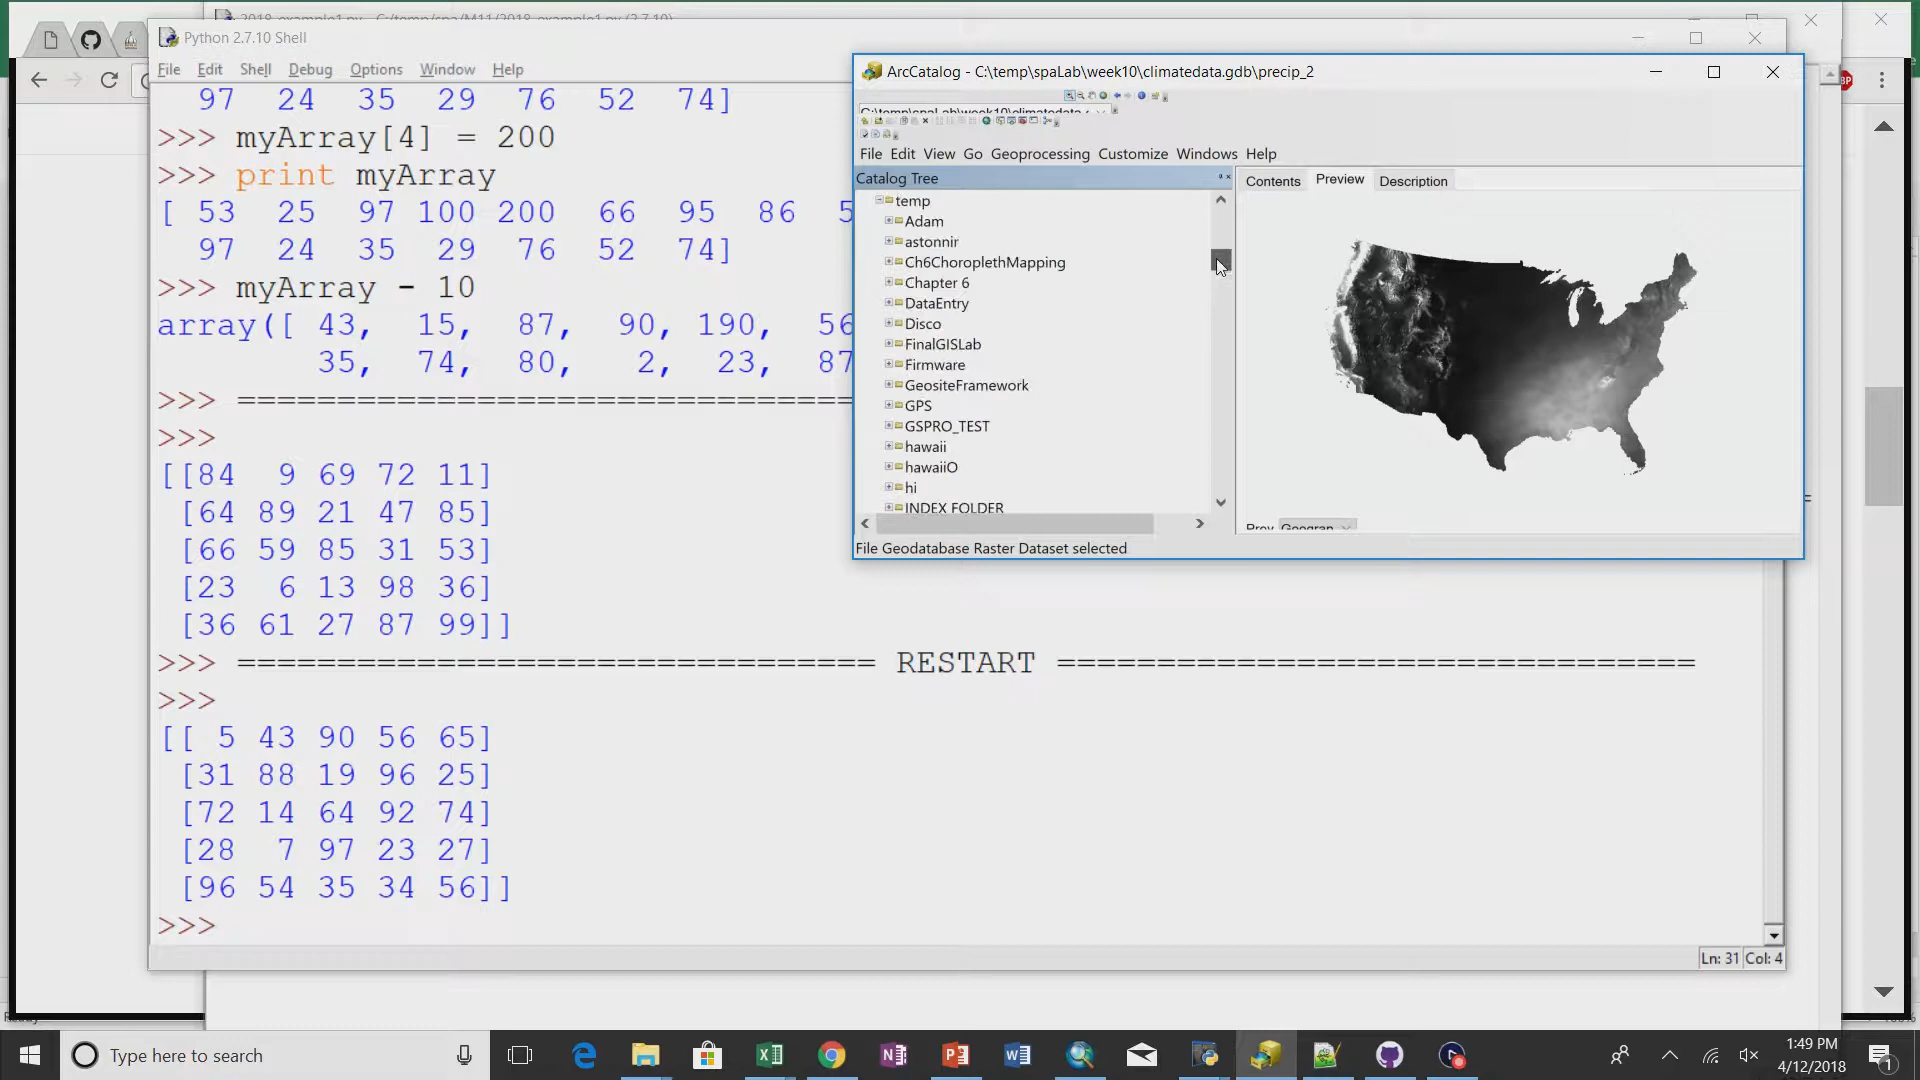 Python 2.7.10 Shell
File Edit Shell Debug Options Window Help
97 24 35 29 76 52 74]
>>> myArray[4] = 200
>>> print myArray
[ 53 25 97 100 200 66 95 86 5
97 24 35 29 76 52 74]
>>> myArray - 10
array([ 43, 15, 87, 90, 190, 56
35, 74, 80, 2, 23, 87
>>> ===============================
>>>
[[84 9 69 72 11]
[64 89 21 47 85]
[66 59 85 31 53]
[23 6 13 98 36]
[36 61 27 87 99]]
>>> ================================ RESTART ================================
>>>
[[ 5 43 90 56 65]
[31 88 19 96 25]
[72 14 64 92 74]
[28 7 97 23 27]
[96 54 35 34 56]]
>>>
Ln: 31 Col: 4
ArcCatalog - C:\temp\spaLab\week10\climatedata.gdb\precip_2
File Edit View Go Geoprocessing Customize Windows Help
Catalog Tree
temp
Adam
astonnir
Ch6ChoroplethMapping
Chapter 6
DataEntry
Disco
FinalGISLab
Firmware
GeositeFramework
GPS
GSPRO_TEST
hawaii
hawaiiO
hi
INDEX FOLDER
Contents Preview Description
File Geodatabase Raster Dataset selected
Type here to search
1:49 PM
4/12/2018
1